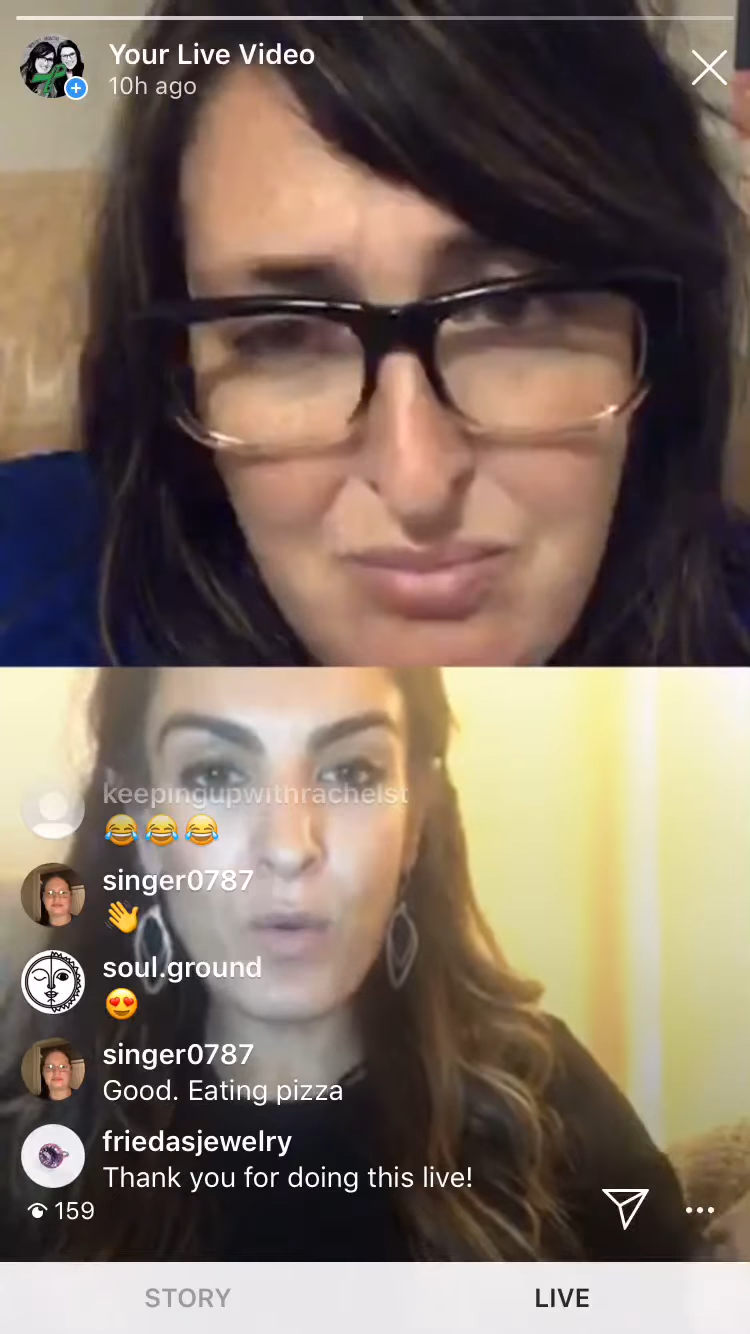 Your Live Video
10h ago
keepingupwithrachelst
😂😂😂
singer0787
👋
soul.ground
😍
singer0787
Good. Eating pizza
friedasjewelry
Thank you for doing this live!
159
STORY
LIVE